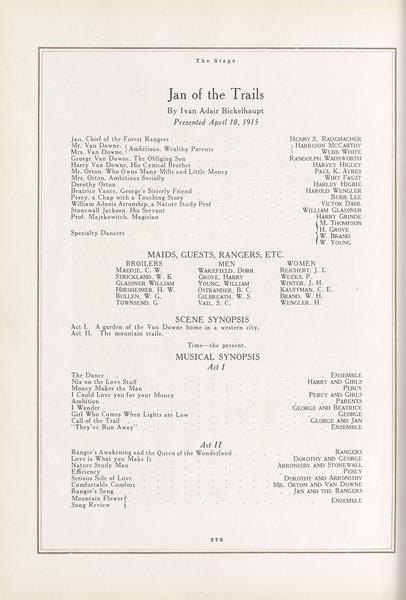 The Stage
Jan of the Trails
By Ivan Adair Bickelhaupt
Presented April 10, 1915
Jan, Chief of the Forest Rangers . . . HENRY S. RADEMACHER
Mr. Van Downe, } Ambitious, Wealthy Parents { HARRISON MCCARTHY
Mrs. Van Downe, WEBB WHITE
George Van Downe, The Obliging Son . . . RANDOLPH WADSWORTH
Harry Van Downe, His Cynical Brother . . . HARVEY HIGLEY
Mr. Orton, Who Owns Many Mills and Little Money . . . PAUL K. AYRES
Mrs. Orton, Ambitious Socially . . . WIRT FAUST
Dorothy Orton . . . HARLEY HIGBIE
Beatrice Vance, George's Sisterly Friend . . . HAROLD WENGLER
Percy, a Chap with a Touching Story . . . BURR LEE
William Adonis Arronship, a Nature Study Prof . . . VICTOR DAHL
Stonewall Jackson, His Servant . . . WILLIAM GLASSNER
Prof. Majrkowitch, Magician . . . HARRY GRINDE
Specialty Dancers . . . { M. THOMPSON
H. GROVE
W. BRAND
W. YOUNG
MAIDS, GUESTS, RANGERS, ETC.
BROILERS MEN WOMEN
MAEDJE, C. W. WAKEFIELD, DORR REICHERT, J. L
STRICKLAND, W. K GROVE, HARRY WEEKS, P.
GLASSNER WILLIAM YOUNG, WILLIAM WINTER, J. H.
HIRSHEIMER, H. W. OSTRANDER, B. C. KAUFFMAN, C. E.
BULLEN, W. G, GILBREATH, W. S. BRAND, W. H.
TOWNSEND, G VAIL, S. C. WENGLER, H.
SCENE SYNOPSIS
Act I. A garden of the Van Downe home in a western city.
Act II. The mountain trails.
Time—the present.
MUSICAL SYNOPSIS
Act I
The Dance . . . ENSEMBLE
Nix on the Love Stuff . . . HARRY AND GIRLS
Money Makes the Man . . . PERCY
I Could Love you for your Money . . . PERCY AND GIRLS
Ambition . . . PARENTS
I Wonder . . . GEORGE AND BEATRICE
Girl Who Comes When Lights are Low . . . GEORGE
Call of the Trail . . . GEORGE AND JAN
"They've Run Away" . . . ENSEMBLE
Act II
Ranger's Awakening and the Queen of the Wonderland . . . RANGERS
Love is What you Make It . . . DOROTHY AND GEORGE
Nature Study Man . . . ARRONISBY AND STONEWALL
Efficiency . . . PERCY
Serious Side of Love . . . DOROTHY AND ARRONISBY
Comfortable Comfort . . . MR. ORTON AND VAN DOWNE
Ranger's Song . . . JAN AND THE RANGERS
Mountain Flower } . . . ENSEMBLE
Song Review
270